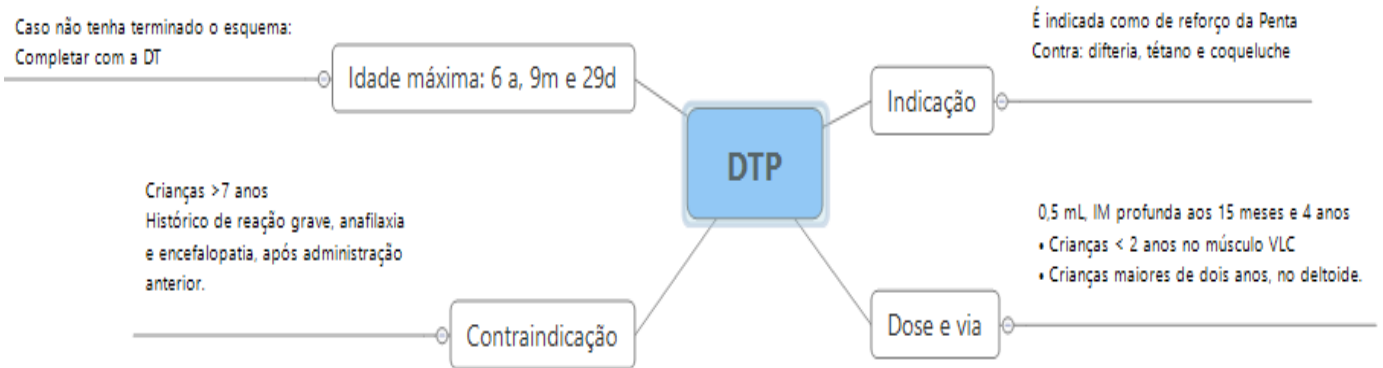 Caso não tenha terminado o esquema:
Completar com a DT
Idade máxima: 6 a, 9m e 29d
É indicada como de reforço da Penta
Contra: difteria, tétano e coqueluche
Indicação
DTP
Crianças >7 anos
Histórico de reação grave, anafilaxia
e encefalopatia, após administração
anterior.
Contraindicação
0,5 mL, IM profunda aos 15 meses e 4 anos
• Crianças < 2 anos no músculo VLC
• Crianças maiores de dois anos, no deltoide.
Dose e via